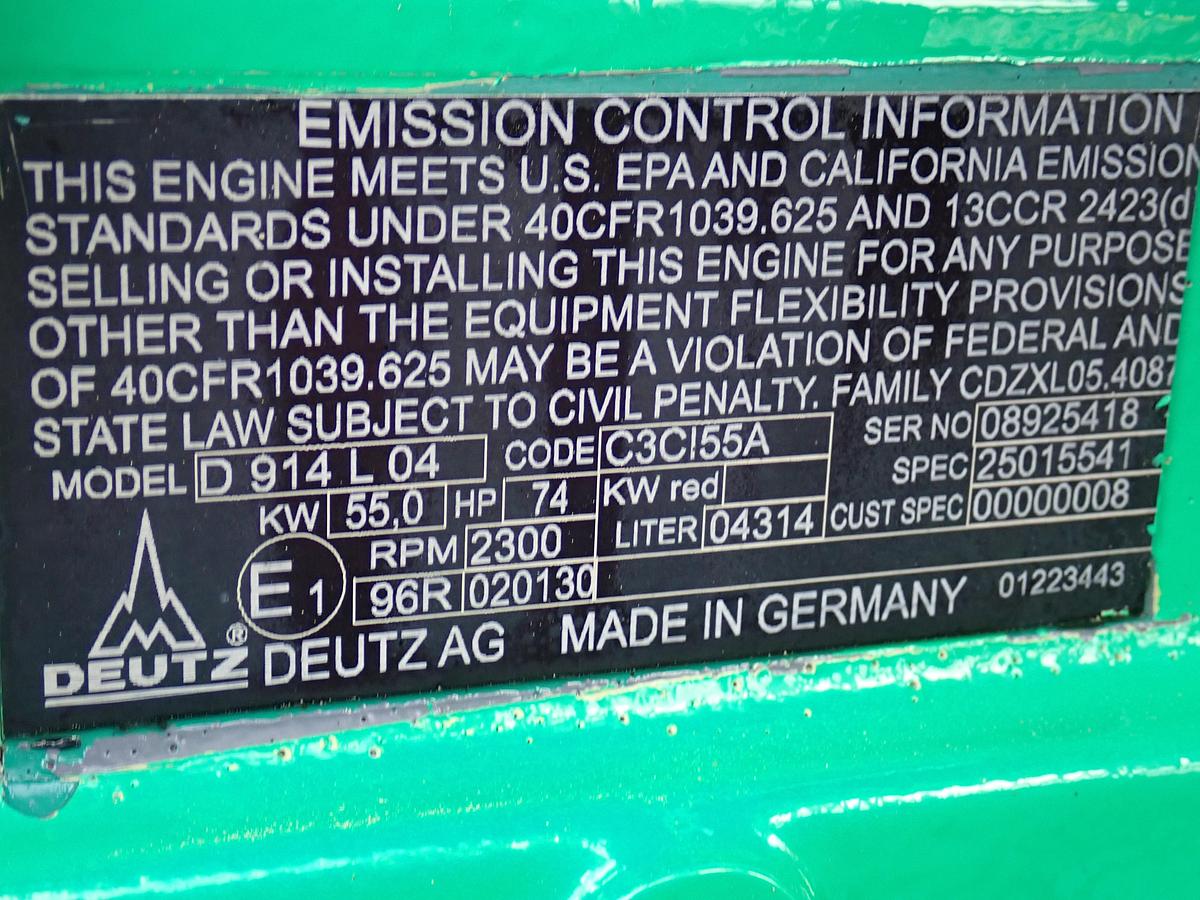 EMISSION CONTROL INFORMATION
THIS ENGINE MEETS U.S. EPA AND CALIFORNIA EMISSION
STANDARDS UNDER 40CFR1039.625 AND 13CCR 2423(d
SELLING OR INSTALLING THIS ENGINE FOR ANY PURPOSE
OTHER THAN THE EQUIPMENT FLEXIBILITY PROVISIONS
OF 40CFR1039.625 MAY BE A VIOLATION OF FEDERAL AND
STATE LAW SUBJECT TO CIVIL PENALTY. FAMILY CDZXL05.4087
MODEL D 914 L 04 CODE C3CI55A SER NO 08925418
KW 55,0 HP 74 KW red SPEC 25015541
RPM 2300 LITER 04314 CUST SPEC 00000008
E1 96R 020130
DEUTZ® DEUTZ AG MADE IN GERMANY 01223443